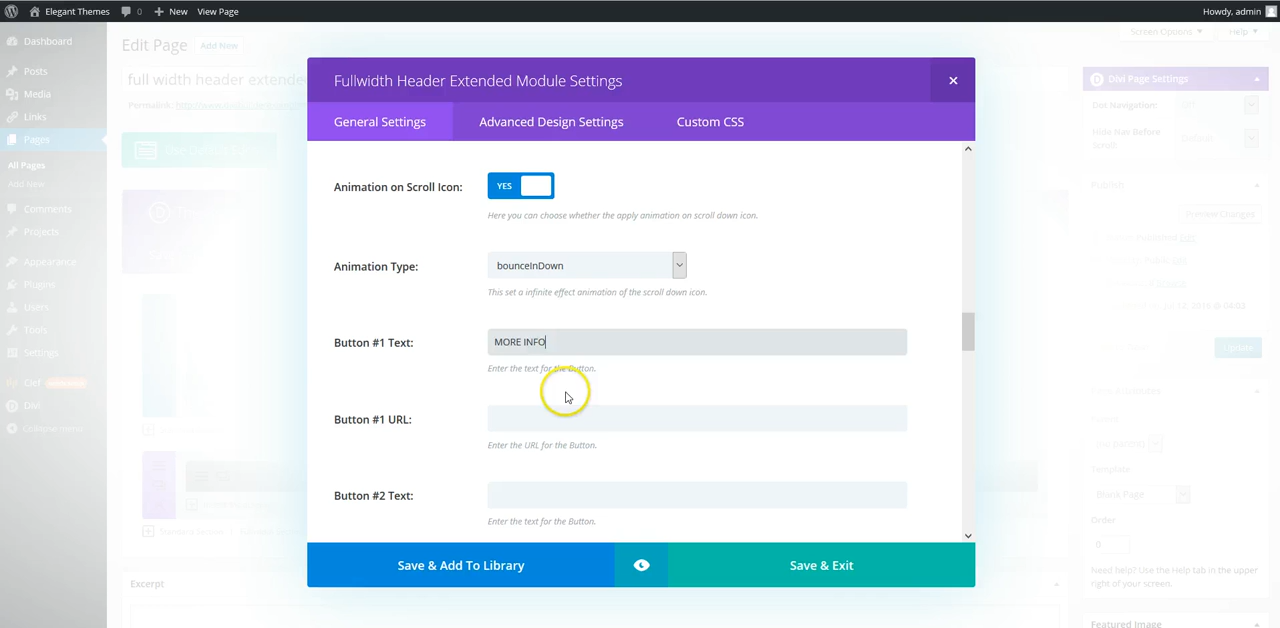 Elegant Themes 0 New View Page Howdy, admin
Dashboard
Posts
Media
Links
Pages
All Pages
Add New
Comments
Projects
Appearance
Plugins
Users
Tools
Settings
Clef
Divi
Collapse menu
Edit Page Add New
Screen Options Help
full width header extended
Permalink:
Fullwidth Header Extended Module Settings
General Settings Advanced Design Settings Custom CSS
Animation on Scroll Icon: YES
Here you can choose whether the apply animation on scroll down icon.
Animation Type: bounceInDown
This set a infinite effect animation of the scroll down icon.
Button #1 Text: MORE INFO
Enter the text for the Button.
Button #1 URL:
Enter the URL for the Button.
Button #2 Text:
Enter the text for the Button.
Save & Add To Library Save & Exit
Divi Page Settings
Dot Navigation:
Hide Nav Before
Scroll:
Default
Publish
Preview Changes
Update
Template
Blank Page
Order
0
Need help? Use the Help tab in the upper
right of your screen.
Featured Image
Excerpt